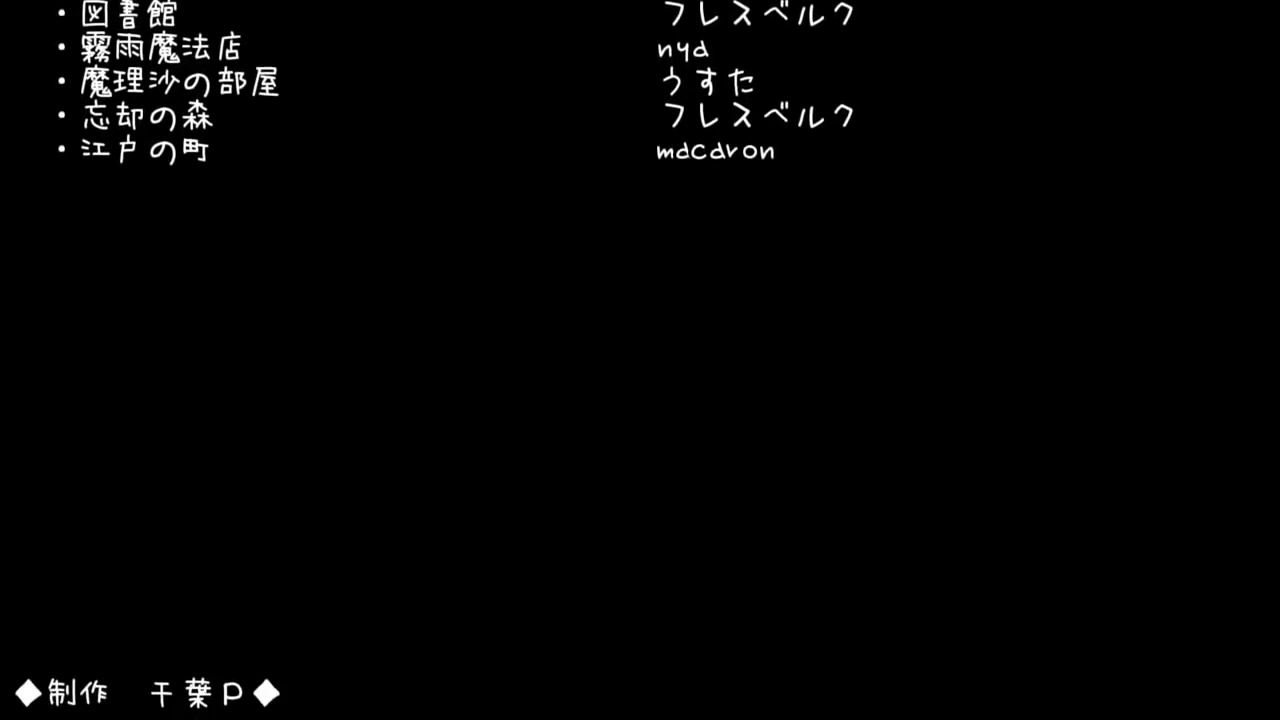 ・図書館　フレスベルク
・霧雨魔法店　nyd
・魔理沙の部屋　うすた
・忘却の森　フレスベルク
・江戸の町　mdcdron
◆制作　千葉P◆